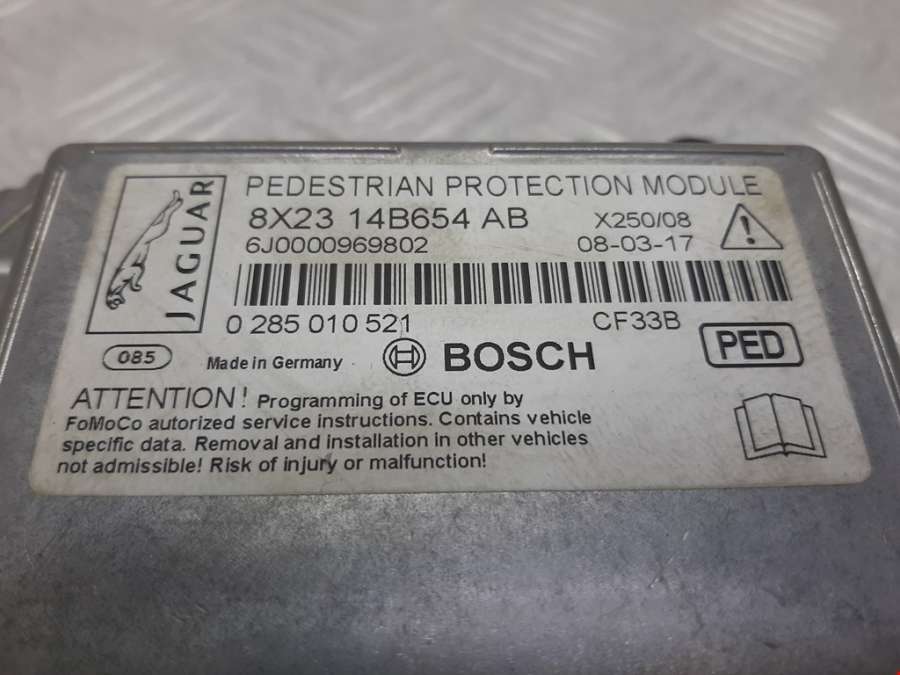 JAGUAR
PEDESTRIAN PROTECTION MODULE
8X23 14B654 AB X250/08
6J0000969802 08-03-17
0 285 010 521 CF33B
085 Made in Germany BOSCH PED
ATTENTION! Programming of ECU only by
FoMoCo autorized service instructions. Contains vehicle
specific data. Removal and installation in other vehicles
not admissible! Risk of injury or malfunction!